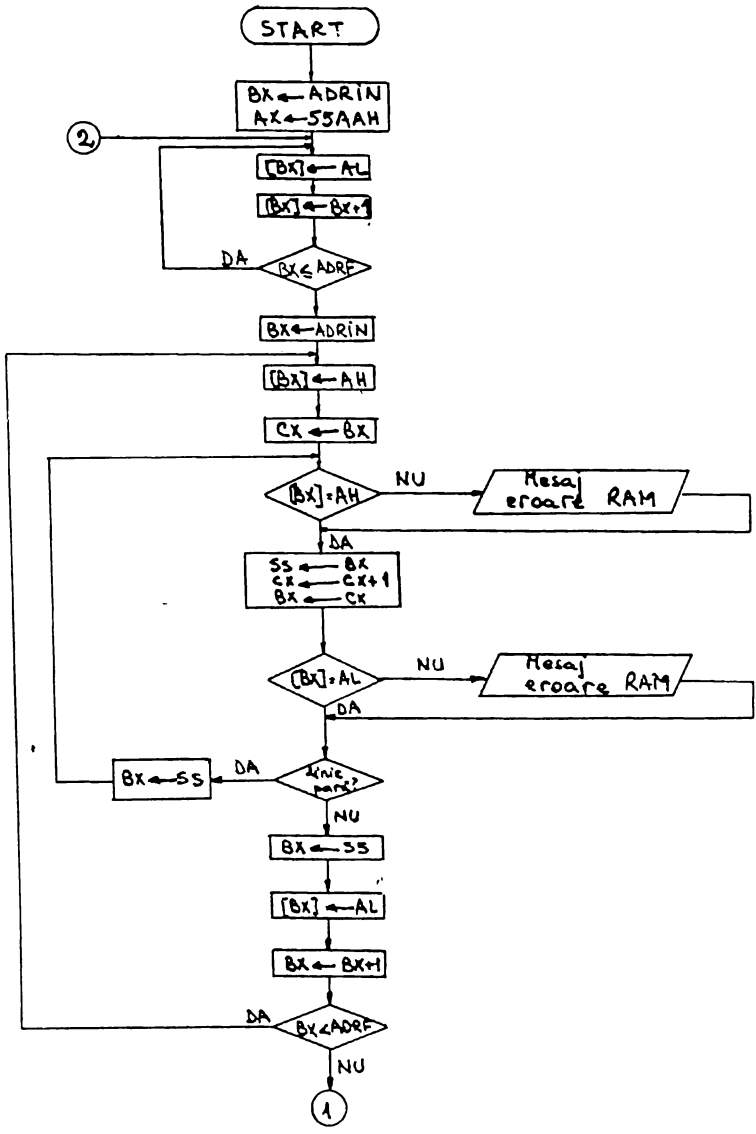 START
BX ← ADRIN
AX ← 55AAH
2
[BX] ← AL
[BX] ← BX+1
DA
BX ≤ ADRF
BX ← ADRIN
[BX] ← AH
CX ← BX
[BX]=AH
NU
Mesaj
eroare RAM
DA
SS ← BX
CX ← CX+1
BX ← CX
[BX]=AL
NU
Mesaj
eroare RAM
DA
BX ← SS
DA
linie
pară?
NU
BX ← SS
[BX] ← AL
BX ← BX+1
DA
BX < ADRF
NU
1